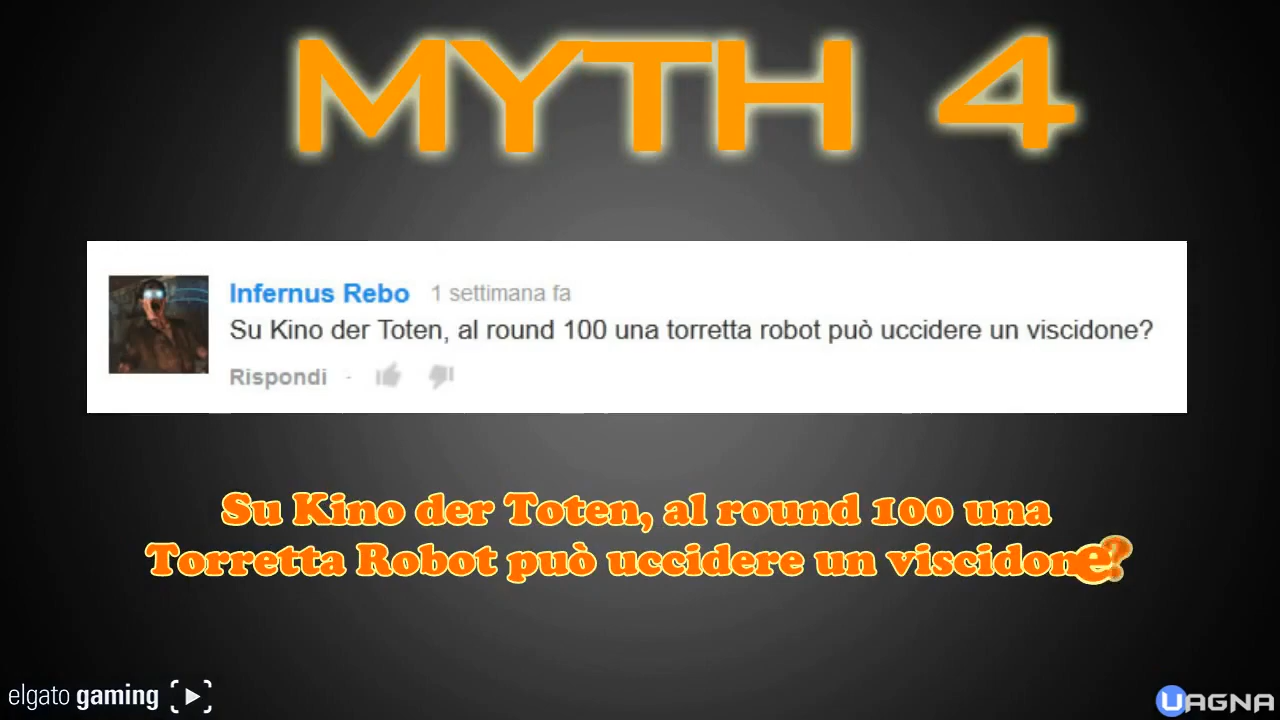 MYTH 4
Infernus Rebo 1 settimana fa
Su Kino der Toten, al round 100 una torretta robot può uccidere un viscidone?
Rispondi ·
Su Kino der Toten, al round 100 una
Torretta Robot può uccidere un viscidone?
elgato gaming
UAGNA